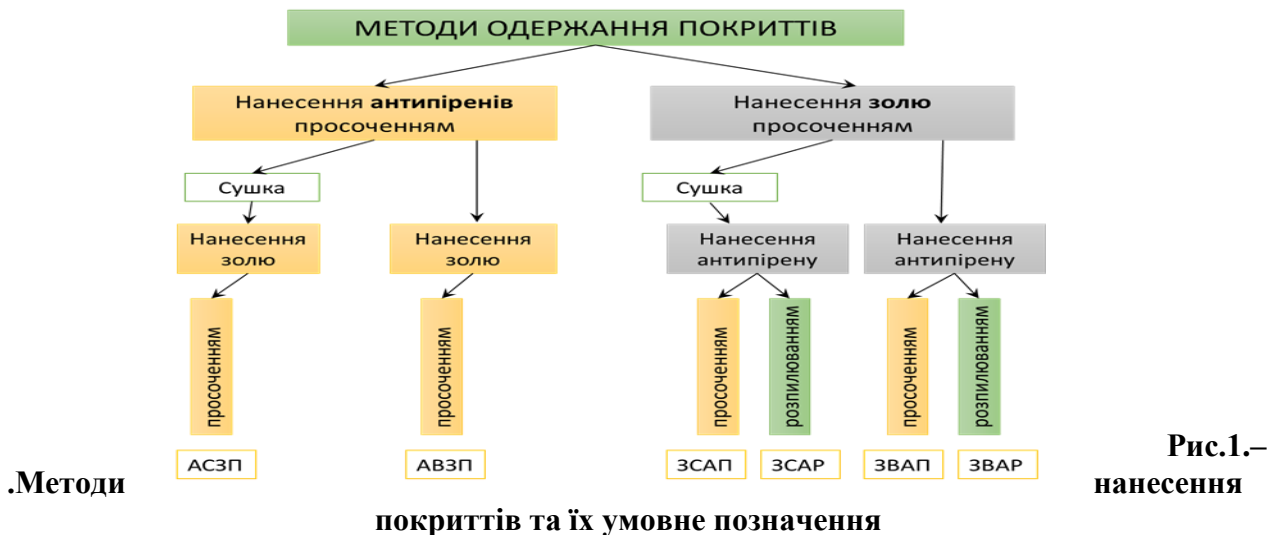 МЕТОДИ ОДЕРЖАННЯ ПОКРИТТІВ
Нанесення антипіренів
просоченням
Нанесення золю
просоченням
Сушка
Сушка
Нанесення
золю
Нанесення
золю
Нанесення
антипірену
Нанесення
антипірену
просоченням
просоченням
просоченням
розпилюванням
просоченням
розпилюванням
АСЗП
АВЗП
ЗСАП
ЗСАР
ЗВАП
ЗВАР
Рис.1.–
.Методи нанесення
покриттів та їх умовне позначення